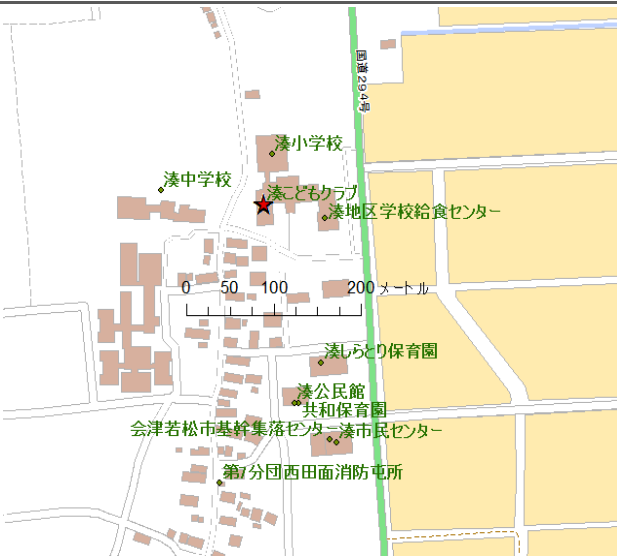 国道294号
湊小学校
湊中学校
湊こどもクラブ
湊地区学校給食センター
0 50 100 200 メートル
湊しらとり保育園
湊公民館
共和保育園
会津若松市基幹集落センター
湊市民センター
第7分団西田面消防屯所